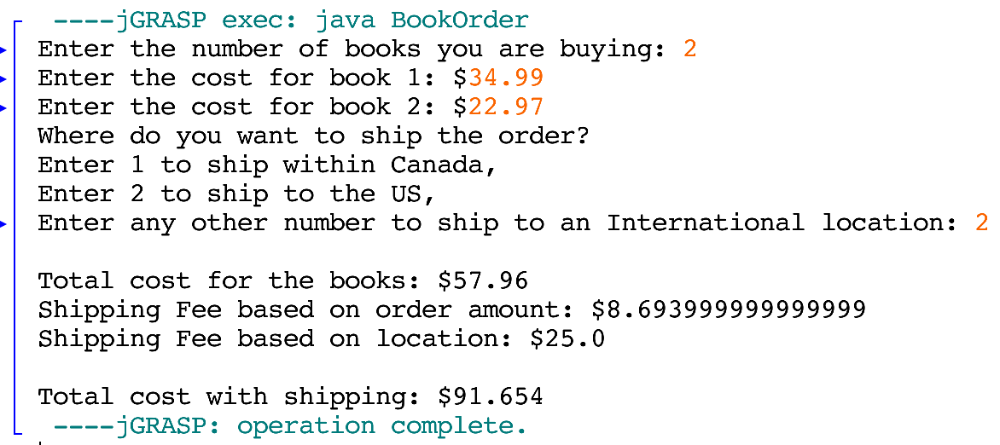 ----jGRASP exec: java BookOrder
Enter the number of books you are buying: 2
Enter the cost for book 1: $34.99
Enter the cost for book 2: $22.97
Where do you want to ship the order?
Enter 1 to ship within Canada,
Enter 2 to ship to the US,
Enter any other number to ship to an International location: 2
Total cost for the books: $57.96
Shipping Fee based on order amount: $8.693999999999999
Shipping Fee based on location: $25.0
Total cost with shipping: $91.654
----jGRASP: operation complete.